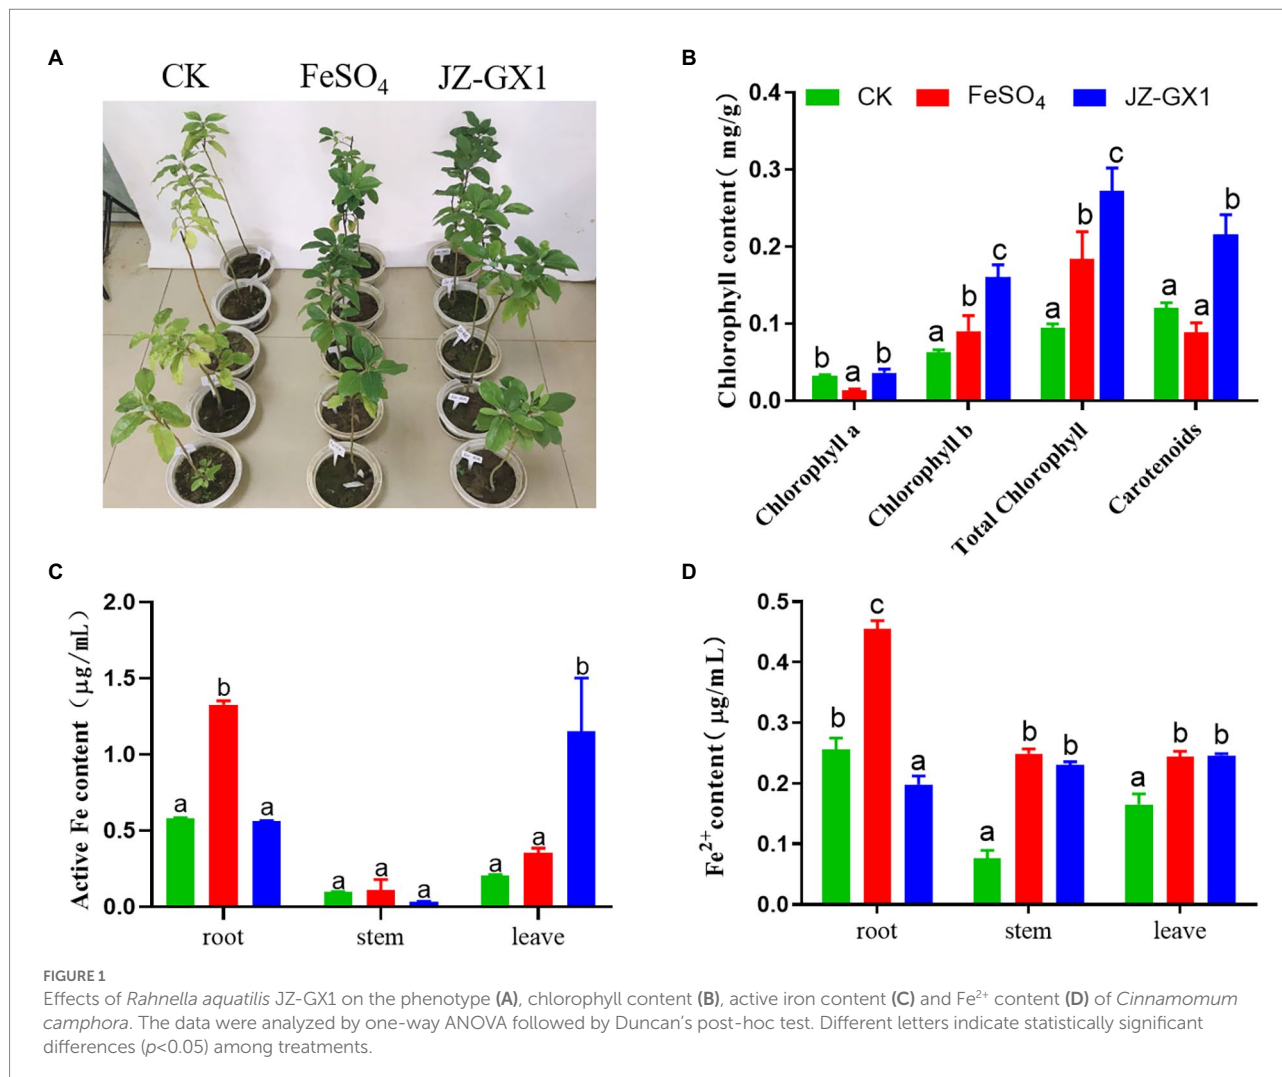 A
CK FeSO₄ JZ-GX1
B
CK FeSO₄ JZ-GX1
Chlorophyll content( mg/g)
0.4
0.3
0.2
0.1
0.0
b a b
a b c
a b c
a a b
Chlorophyll a
Chlorophyll b
Total Chlorophyll
Carotenoids
C
Active Fe content (μg/mL)
2.0
1.5
1.0
0.5
0.0
a b a
a a a
a a b
root stem leave
D
Fe²⁺content( μg/mL)
0.5
0.4
0.3
0.2
0.1
0.0
b c a
a b b
a b b
root stem leave
FIGURE 1
Effects of Rahnella aquatilis JZ-GX1 on the phenotype (A), chlorophyll content (B), active iron content (C) and Fe²⁺ content (D) of Cinnamomum
camphora. The data were analyzed by one-way ANOVA followed by Duncan’s post-hoc test. Different letters indicate statistically significant
differences (p<0.05) among treatments.